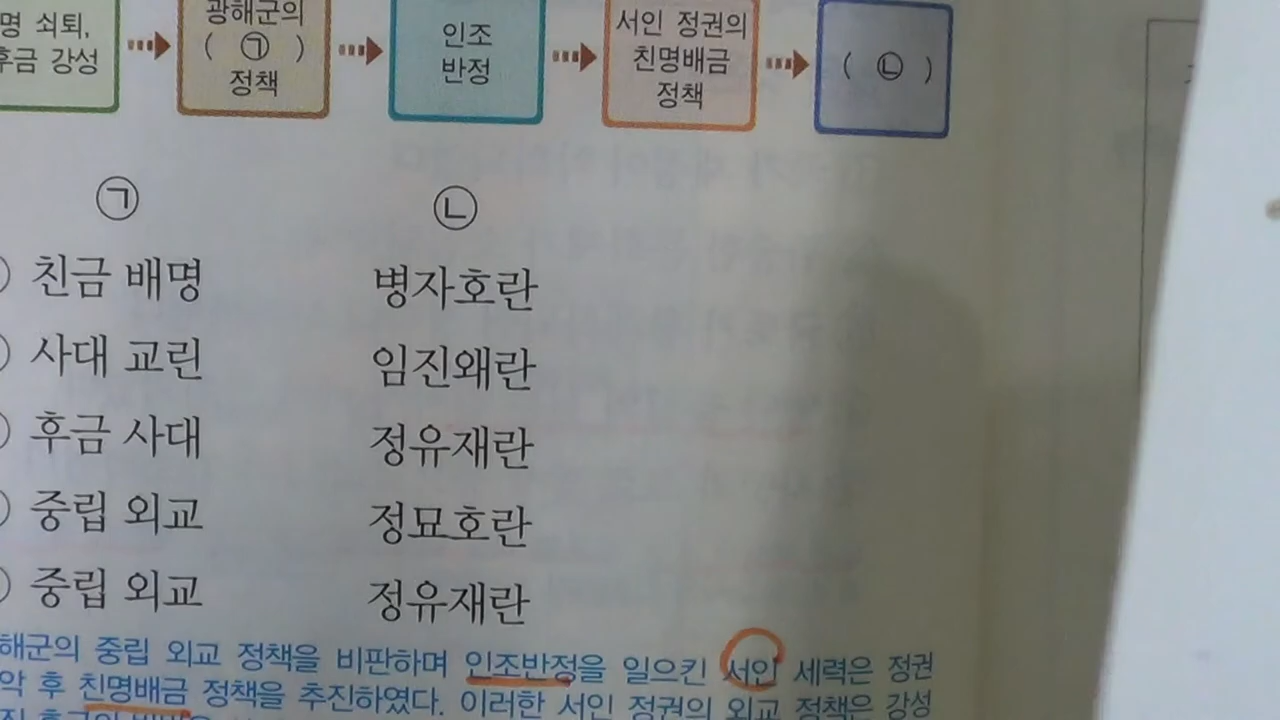 명 쇠퇴,
후금 강성
광해군의
( ㉠ )
정책
인조
반정
서인 정권의
친명배금
정책
( ㉡ )
㉠ ㉡
친금 배명 병자호란
사대 교린 임진왜란
후금 사대 정유재란
중립 외교 정묘호란
중립 외교 정유재란
해군의 중립 외교 정책을 비판하며 인조반정을 일으킨 서인 세력은 정권
악 후 친명배금 정책을 추진하였다. 이러한 서인 정권의 외교 정책은 강성